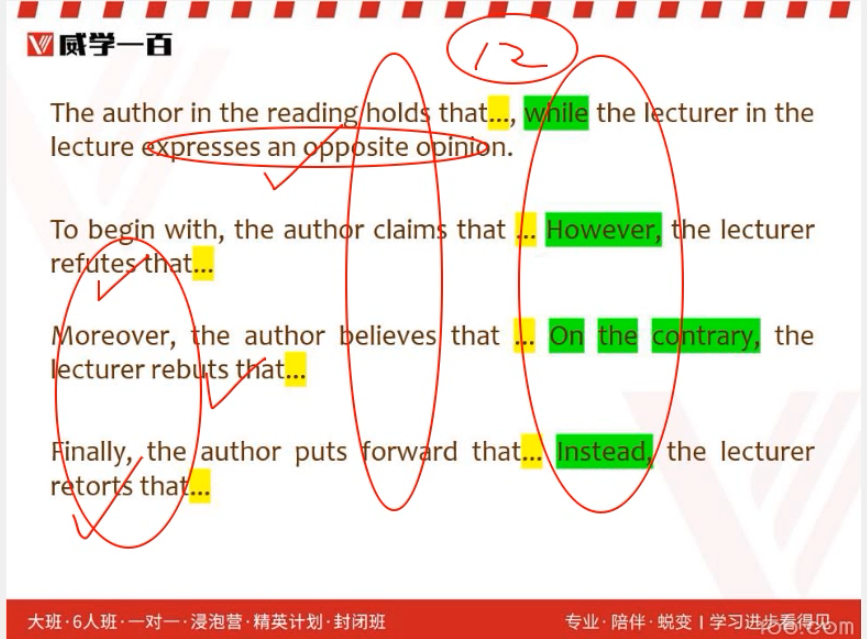 威学一百
12
The author in the reading holds that..., while the lecturer in the
lecture expresses an opposite opinion.
To begin with, the author claims that ... However, the lecturer
refutes that...
Moreover, the author believes that ... On the contrary, the
lecturer rebuts that...
Finally, the author puts forward that... Instead, the lecturer
retorts that...
大班·6人班·一对一·浸泡营·精英计划·封闭班
专业·陪伴·蜕变 | 学习进步看得见